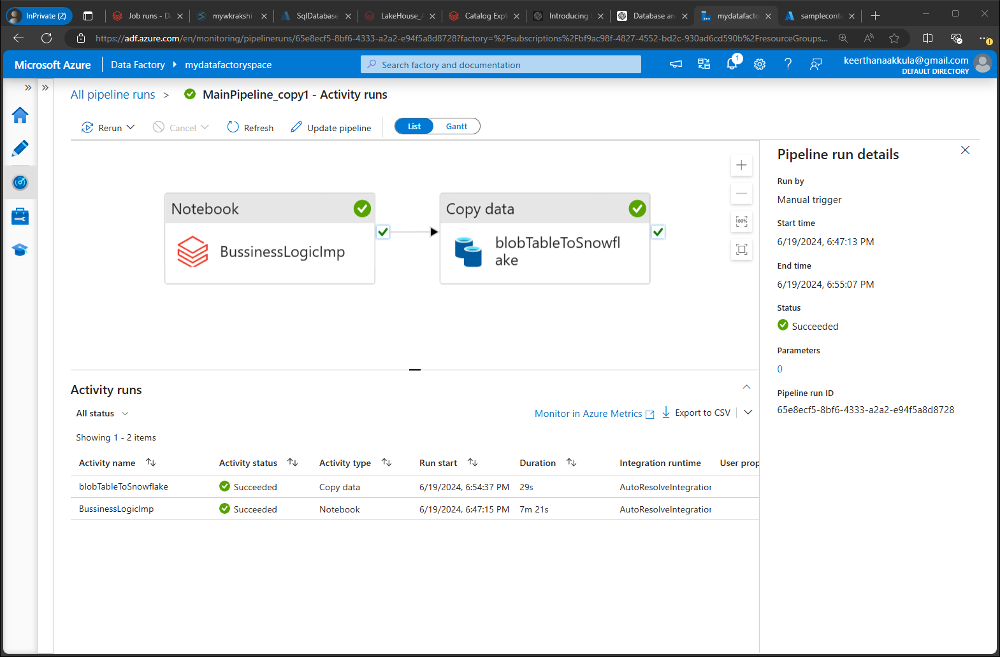 InPrivate (2)
Job runs - Da
mywkrakshi
SqlDatabase
LakeHouse_
Catalog Expl
Introducing
Database an
mydatafacto
sampleconta
https://adf.azure.com/en/monitoring/pipelineruns/65e8ecf5-8bf6-4333-a2a2-e94f5a8d8728?factory=%2Fsubscriptions%2Fbf9ac98f-4827-4552-bd2c-930ad6cd590b%2FresourceGroups...
Microsoft Azure
Data Factory
mydatafactoryspace
Search factory and documentation
1
keerthanaakkula@gmail.com
DEFAULT DIRECTORY
All pipeline runs >
MainPipeline_copy1 - Activity runs
Rerun
Cancel
Refresh
Update pipeline
List
Gantt
Notebook
BussinessLogicImp
Copy data
blobTableToSnowfl
ake
100%
Pipeline run details
Run by
Manual trigger
Start time
6/19/2024, 6:47:13 PM
End time
6/19/2024, 6:55:07 PM
Status
Succeeded
Parameters
0
Pipeline run ID
65e8ecf5-8bf6-4333-a2a2-e94f5a8d8728
Activity runs
All status
Monitor in Azure Metrics
Export to CSV
Showing 1 - 2 items
Activity name Activity status Activity type Run start Duration Integration runtime User prop
blobTableToSnowflake Succeeded Copy data 6/19/2024, 6:54:37 PM 29s AutoResolveIntegration
BussinessLogicImp Succeeded Notebook 6/19/2024, 6:47:15 PM 7m 21s AutoResolveIntegration